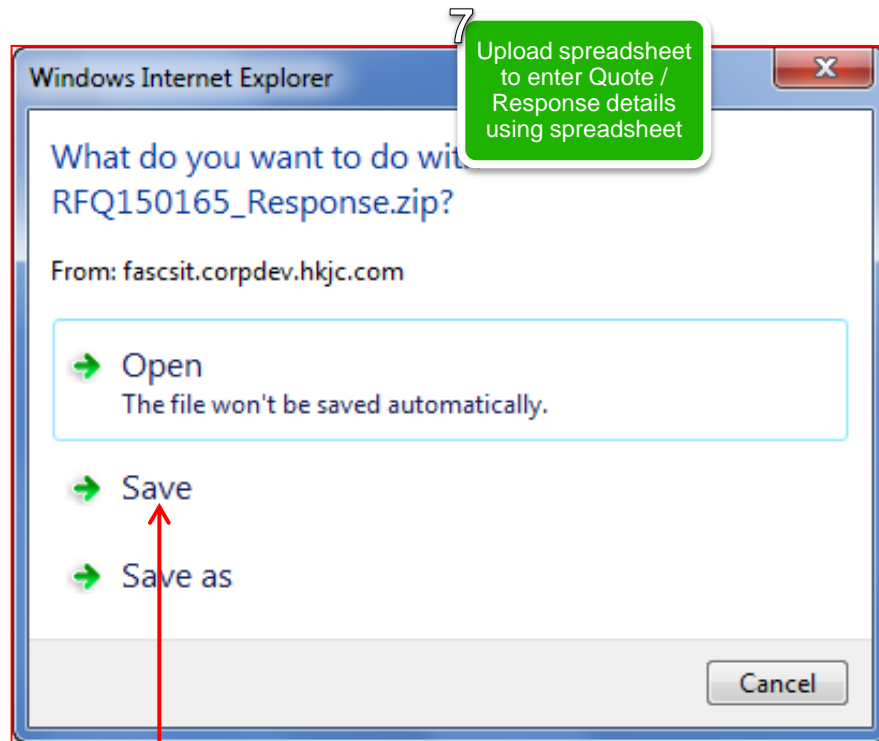 7
Upload spreadsheet
to enter Quote /
Response details
using spreadsheet
Windows Internet Explorer
x
What do you want to do
RFQ150165_Response.zip?
From: fascsit.corpdev.hkjc.com
Open
The file won't be saved automatically.
Save
Save as
Cancel